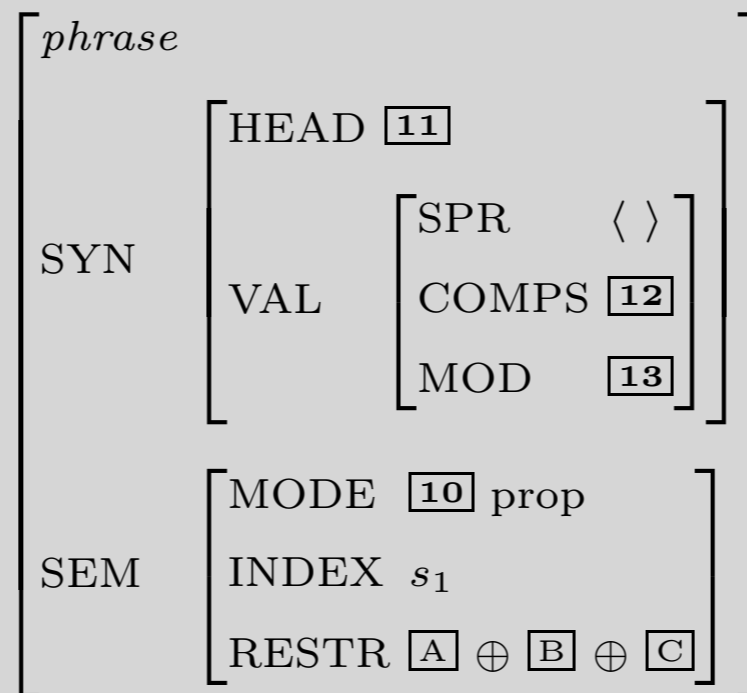 phrase
HEAD 11
SPR ⟨ ⟩
SYN
VAL COMPS 12
MOD 13
MODE 10 prop
SEM INDEX s₁
RESTR A ⊕ B ⊕ C